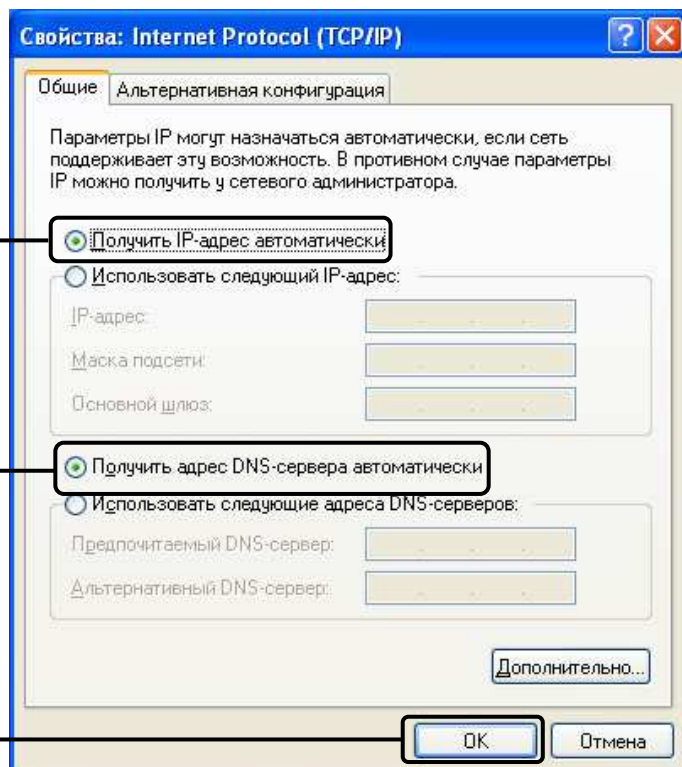 Свойства: Internet Protocol (TCP/IP)
Общие
Альтернативная конфигурация
Параметры IP могут назначаться автоматически, если сеть
поддерживает эту возможность. В противном случае параметры
IP можно получить у сетевого администратора.
Получить IP-адрес автоматически
Использовать следующий IP-адрес:
IP-адрес:
Маска подсети:
Основной шлюз:
Получить адрес DNS-сервера автоматически
Использовать следующие адреса DNS-серверов:
Предпочитаемый DNS-сервер:
Альтернативный DNS-сервер:
Дополнительно...
OK
Отмена